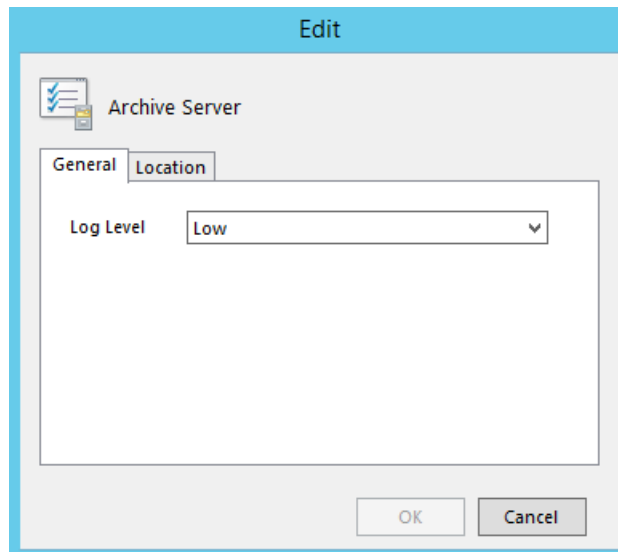 Edit
Archive Server
General Location
Log Level Low
OK Cancel